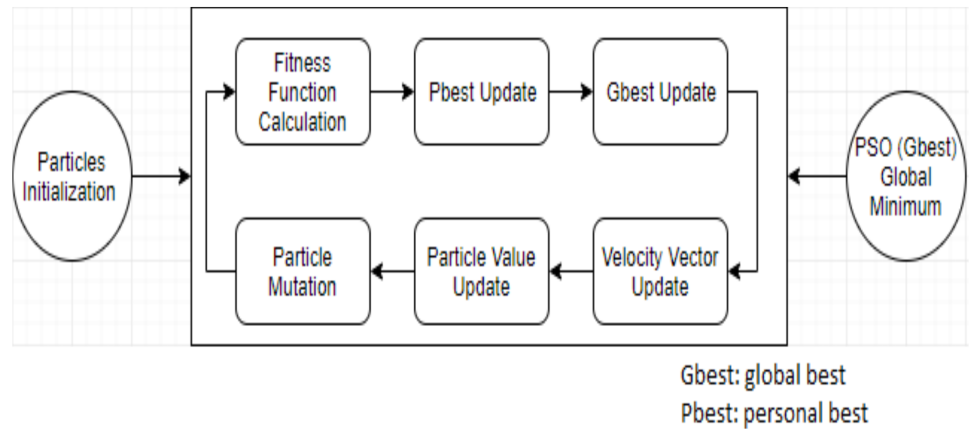 Particles
Initialization
Fitness
Function
Calculation
Pbest Update
Gbest Update
Velocity Vector
Update
Particle Value
Update
Particle
Mutation
PSO (Gbest)
Global
Minimum
Gbest: global best
Pbest: personal best